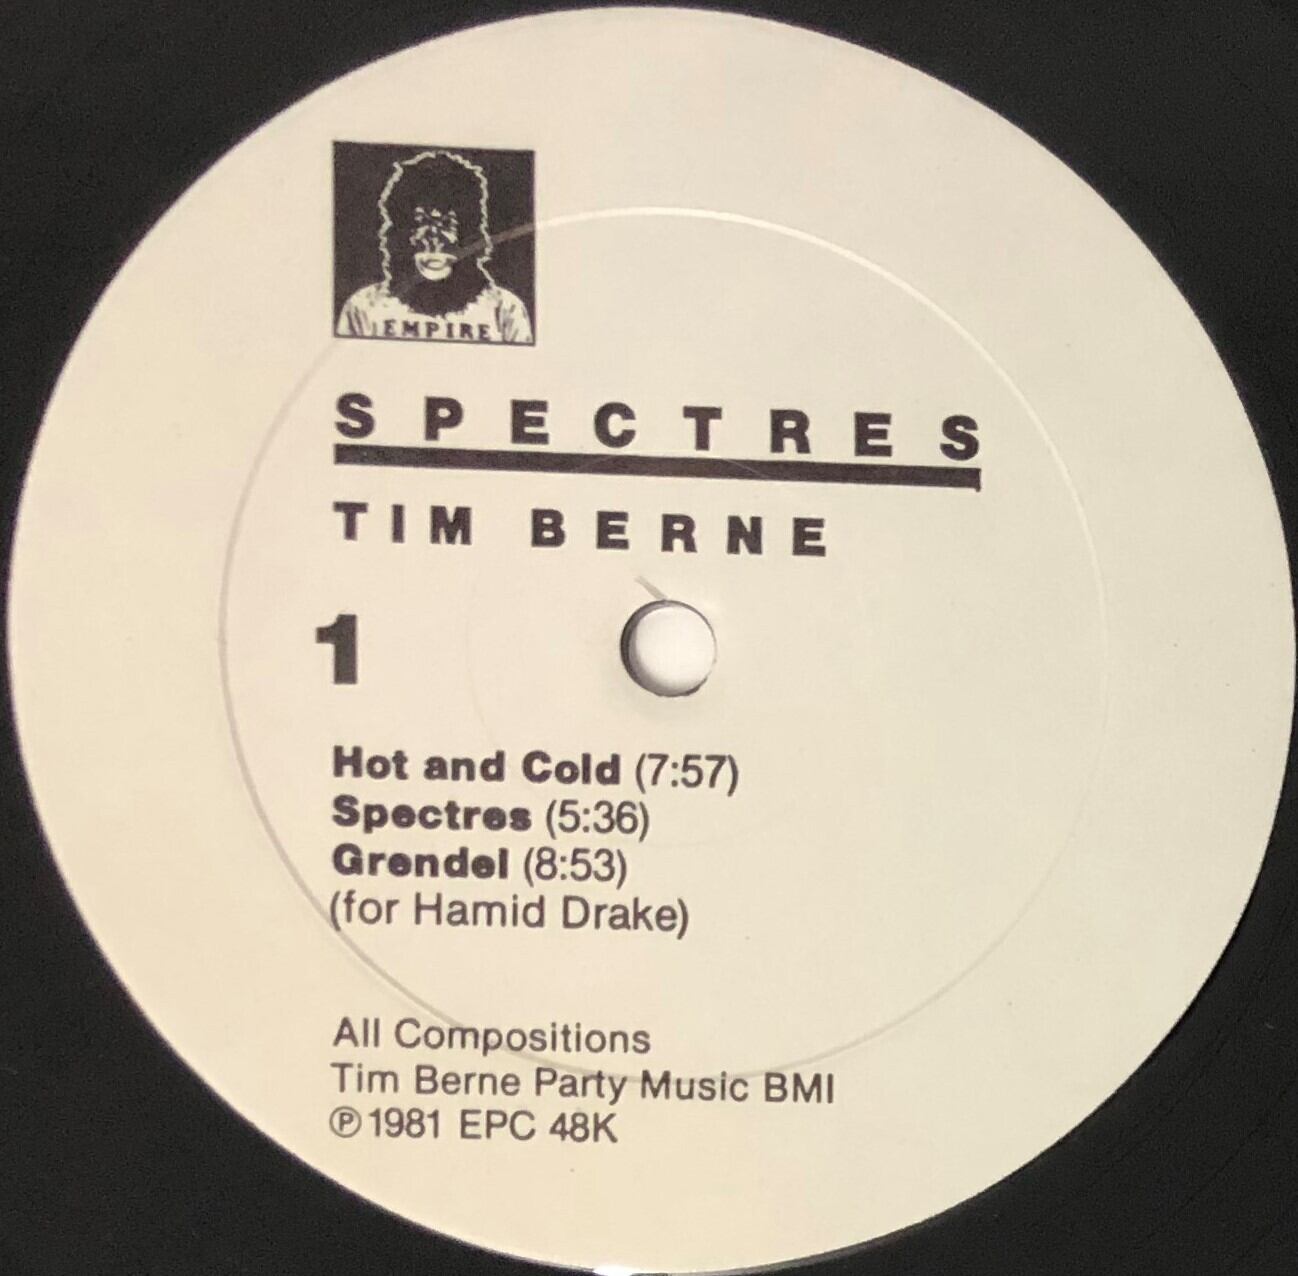 EMPIRE
SPECTRES
TIM BERNE
1
Hot and Cold (7:57)
Spectres (5:36)
Grendel (8:53)
(for Hamid Drake)
All Compositions
Tim Berne Party Music BMI
℗1981 EPC 48K